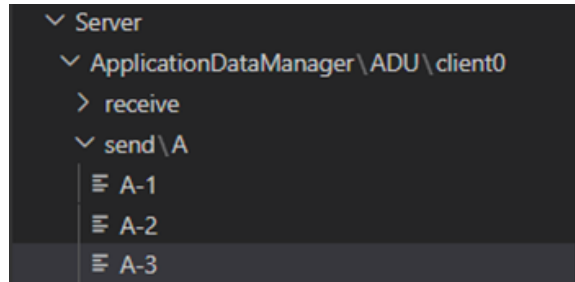 Server
ApplicationDataManager\ADU\client0
receive
send\A
A-1
A-2
A-3